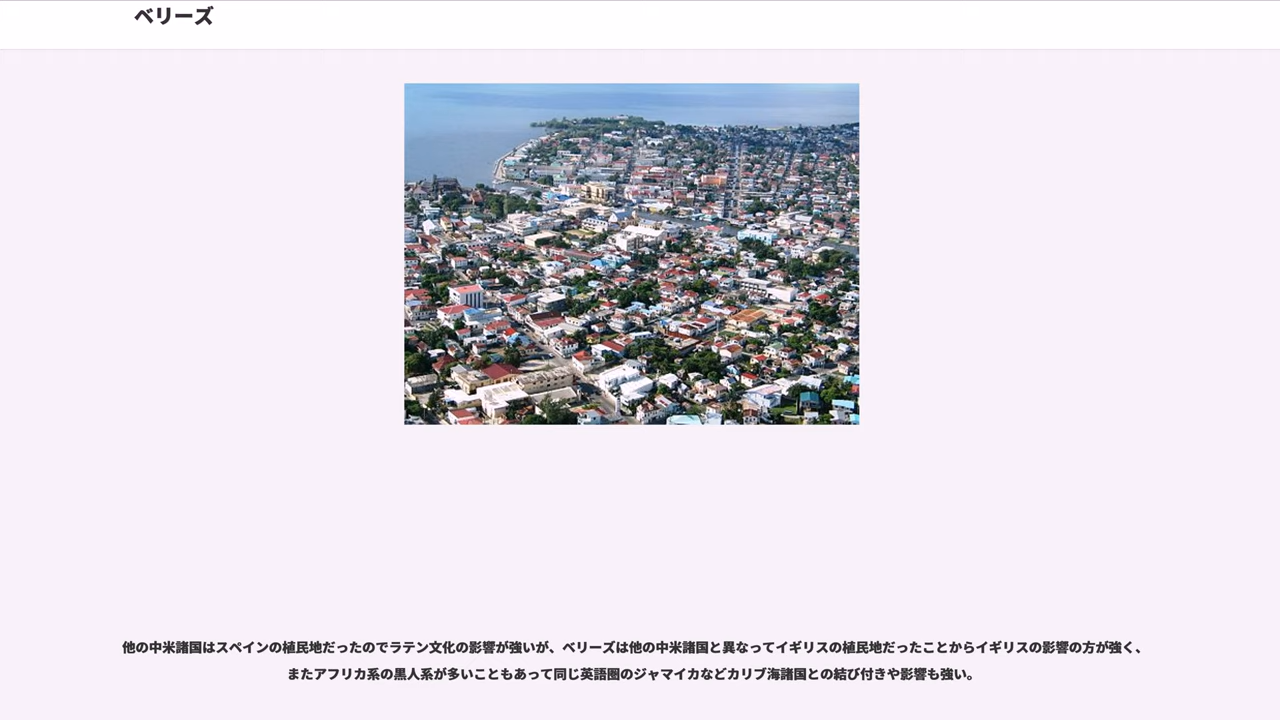 ベリーズ
他の中米諸国はスペインの植民地だったのでラテン文化の影響が強いが、ベリーズは他の中米諸国と異なってイギリスの植民地だったことからイギリスの影響の方が強く、
またアフリカ系の黒人系が多いこともあって同じ英語圏のジャマイカなどカリブ海諸国との結び付きや影響も強い。